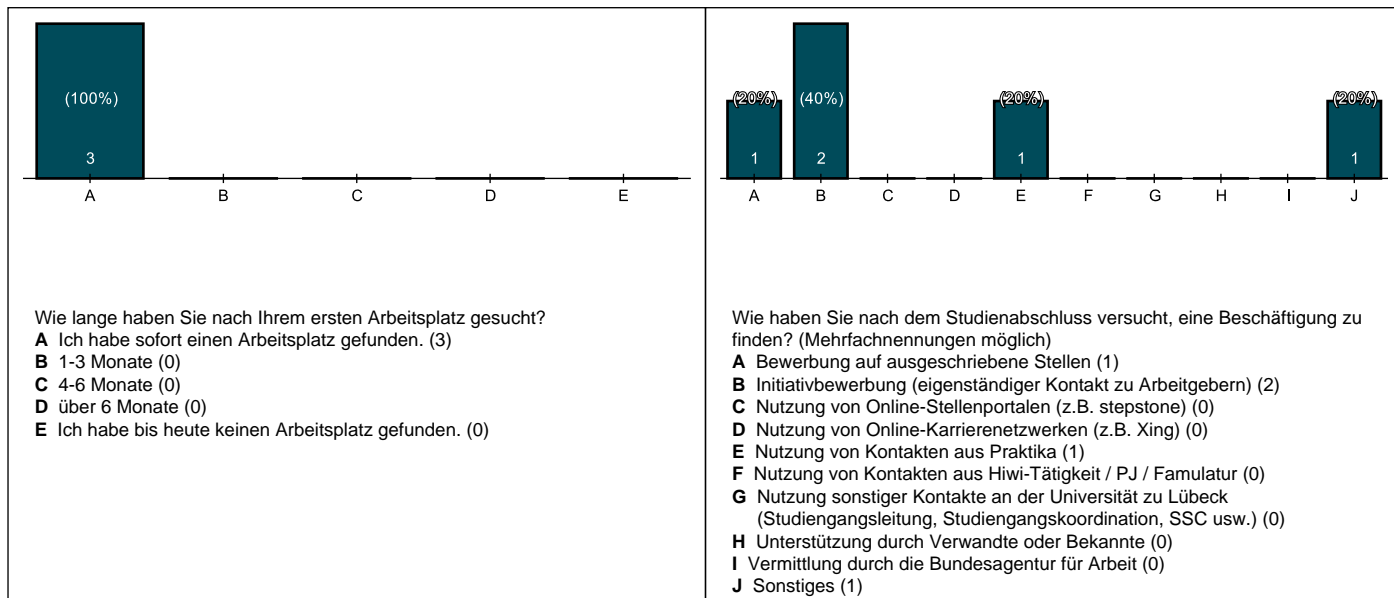 (100%)
3
A B C D E
Wie lange haben Sie nach Ihrem ersten Arbeitsplatz gesucht?
A Ich habe sofort einen Arbeitsplatz gefunden. (3)
B 1-3 Monate (0)
C 4-6 Monate (0)
D über 6 Monate (0)
E Ich habe bis heute keinen Arbeitsplatz gefunden. (0)
(20%) (40%) (20%) (20%)
1 2 1 1
A B C D E F G H I J
Wie haben Sie nach dem Studienabschluss versucht, eine Beschäftigung zu
finden? (Mehrfachnennungen möglich)
A Bewerbung auf ausgeschriebene Stellen (1)
B Initiativbewerbung (eigenständiger Kontakt zu Arbeitgebern) (2)
C Nutzung von Online-Stellenportalen (z.B. stepstone) (0)
D Nutzung von Online-Karrierenetzwerken (z.B. Xing) (0)
E Nutzung von Kontakten aus Praktika (1)
F Nutzung von Kontakten aus Hiwi-Tätigkeit / PJ / Famulatur (0)
G Nutzung sonstiger Kontakte an der Universität zu Lübeck
(Studiengangsleitung, Studiengangskoordination, SSC usw.) (0)
H Unterstützung durch Verwandte oder Bekannte (0)
I Vermittlung durch die Bundesagentur für Arbeit (0)
J Sonstiges (1)